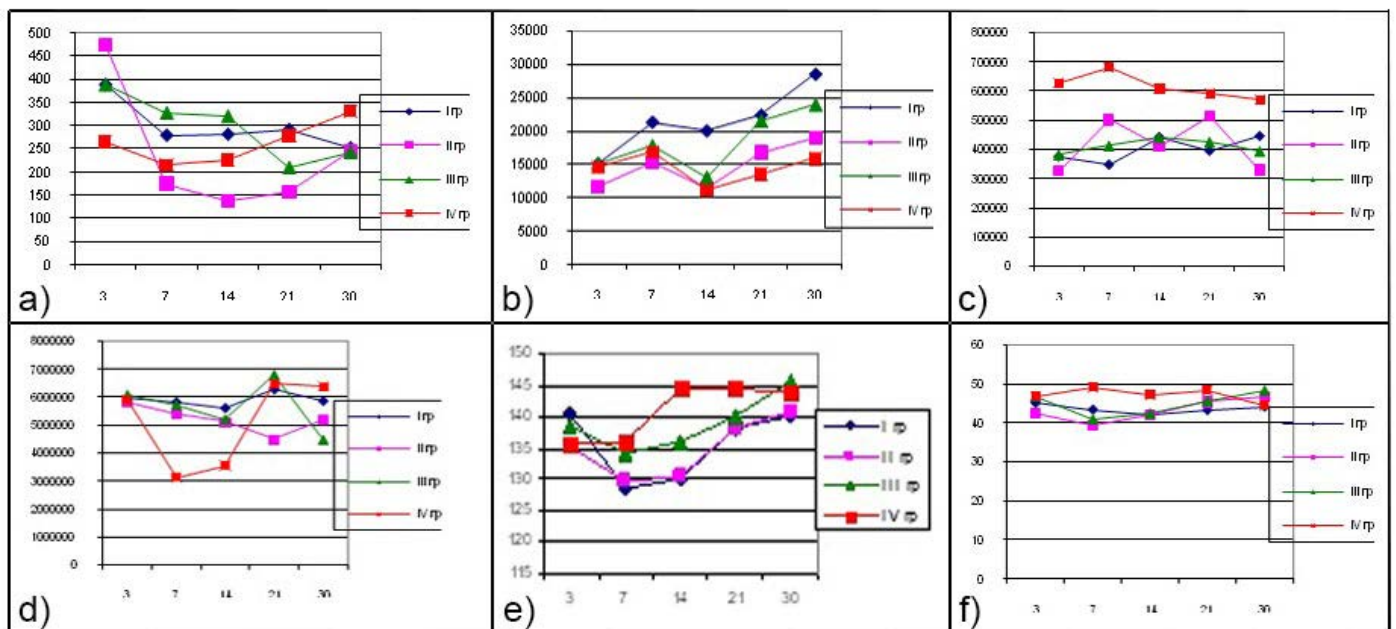 500
450
400
350
300
250
200
150
100
50
0
3 7 14 21 30
I гр
II гр
III гр
IV гр
a)
35000
30000
25000
20000
15000
10000
5000
0
3 7 14 21 30
I гр
II гр
III гр
IV гр
b)
800000
700000
600000
500000
400000
300000
200000
100000
0
3 7 14 21 30
I гр
II гр
III гр
IV гр
c)
8000000
7000000
6000000
5000000
4000000
3000000
2000000
1000000
0
3 7 14 21 30
I гр
II гр
III гр
IV гр
d)
150
145
140
135
130
125
120
115
3 7 14 21 30
I гр
II гр
III гр
IV гр
e)
60
50
40
30
20
10
0
3 7 14 21 30
I гр
II гр
III гр
IV гр
f)